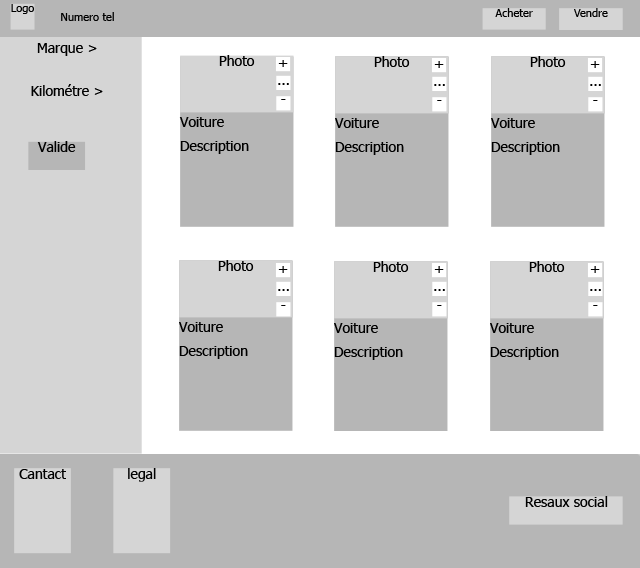 Logo
Numero tel
Acheter
Vendre
Marque >
Kilométre >
Valide
Photo
+
...
-
Voiture
Description
Photo
+
...
-
Voiture
Description
Photo
+
...
-
Voiture
Description
Photo
+
...
-
Voiture
Description
Photo
+
...
-
Voiture
Description
Photo
+
...
-
Voiture
Description
Cantact
legal
Resaux social